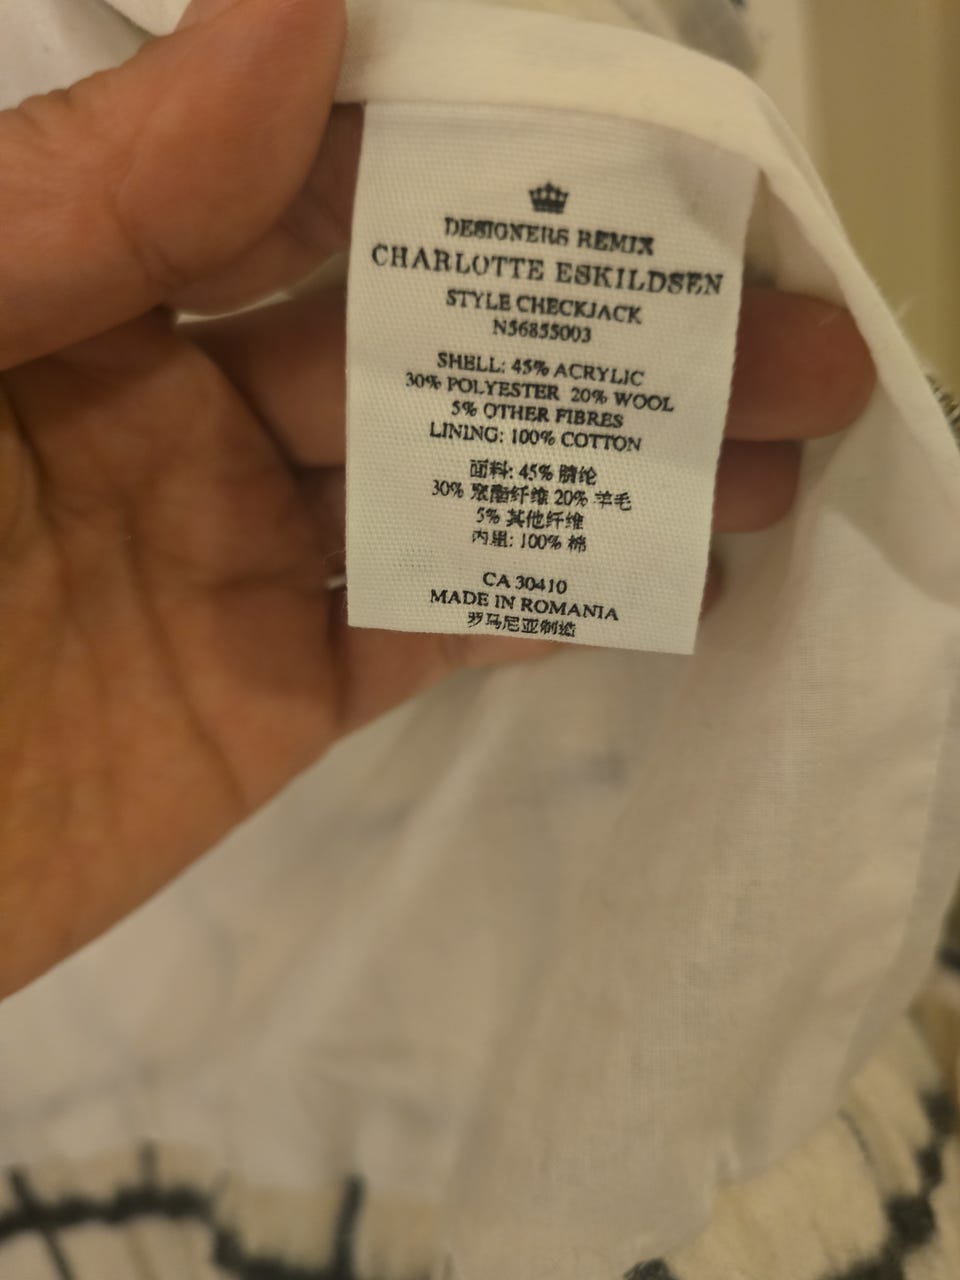 DESIGNERS REMIX
CHARLOTTE ESKILDSEN
STYLE CHECKJACK
N56855003
SHELL: 45% ACRYLIC
30% POLYESTER 20% WOOL
5% OTHER FIBRES
LINING: 100% COTTON
面料: 45% 腈纶
30% 聚酯纤维 20% 羊毛
5% 其他纤维
内里: 100% 棉
CA 30410
MADE IN ROMANIA
罗马尼亚制造